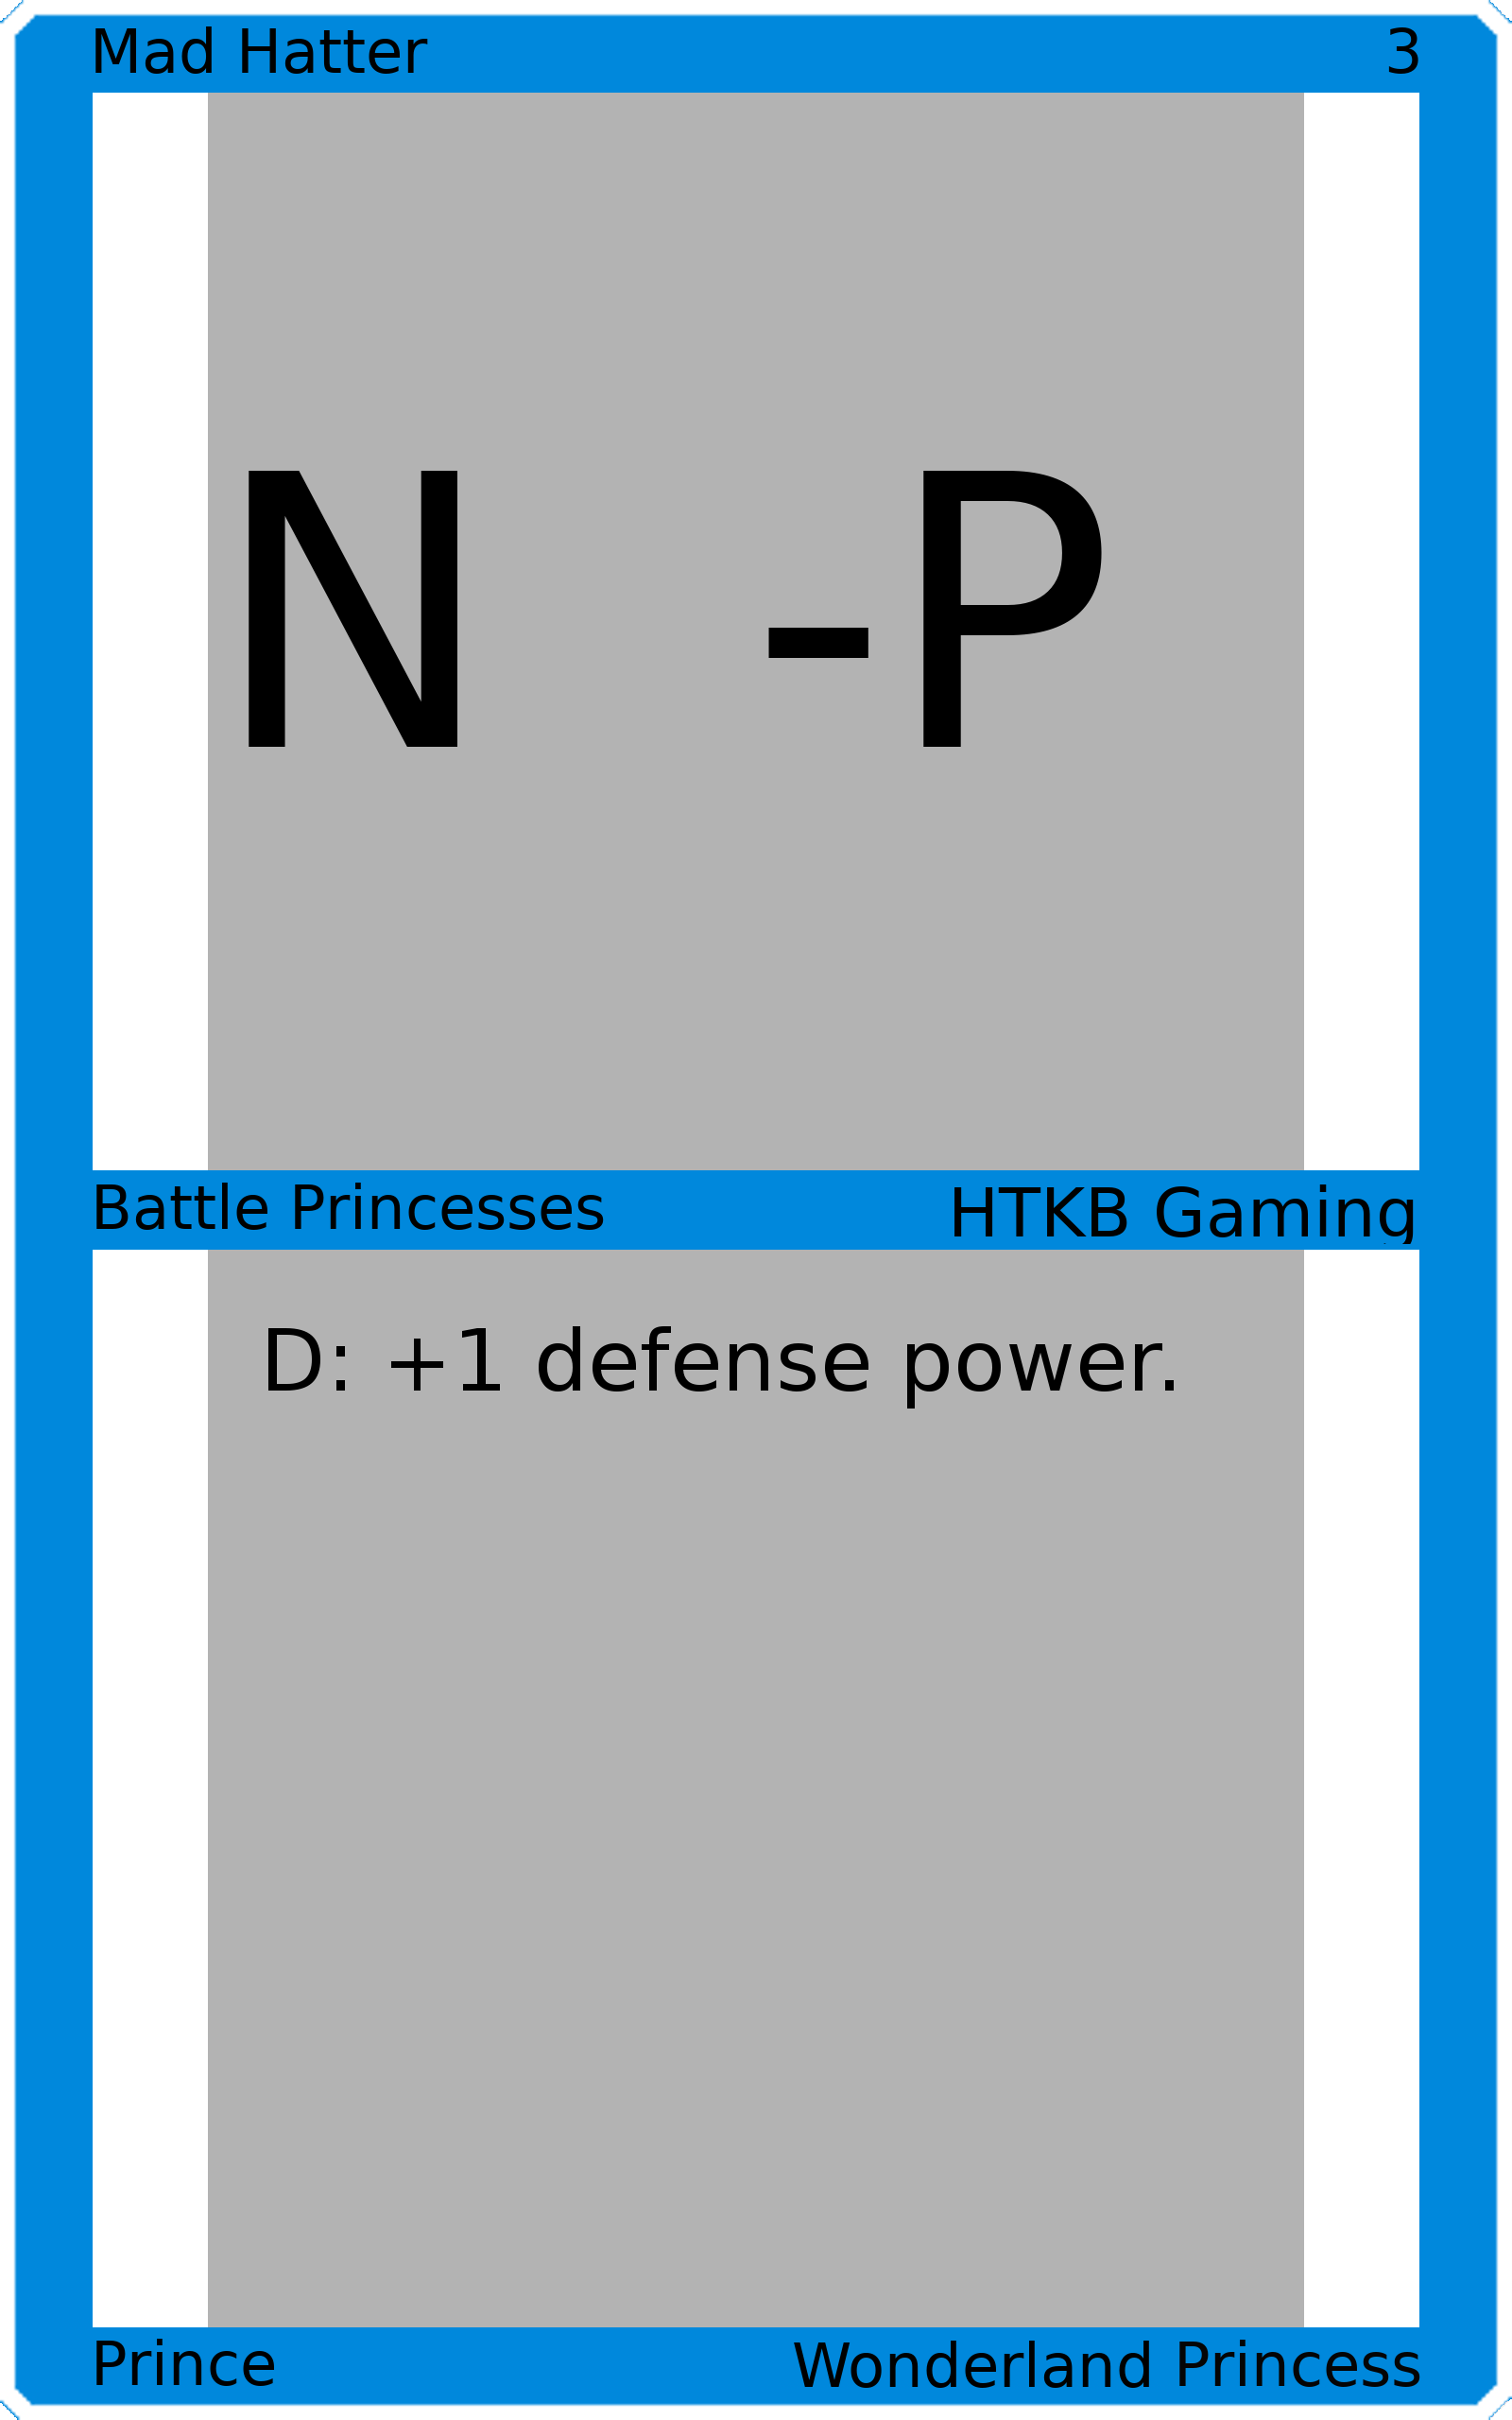 Mad Hatter 3
N -P
Battle Princesses HTKB Gaming
D: +1 defense power.
Prince Wonderland Princess